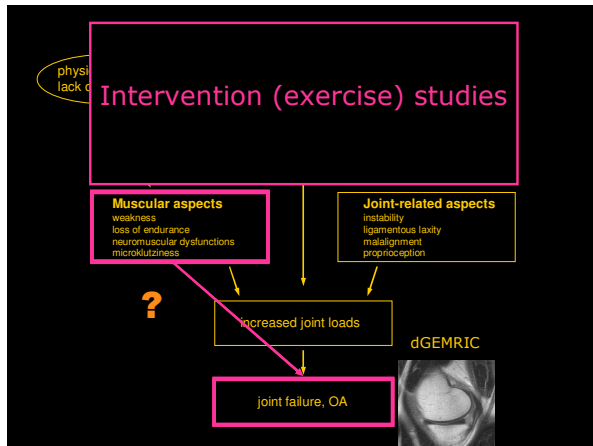 Intervention (exercise) studies
lack
Muscular aspects
weakness
loss of endurance
neuromuscular dysfunctions
microklutziness
Joint-related aspects
instability
ligamentous laxity
malalignment
proprioception
?
increased joint loads
dGEMRIC
joint failure, OA